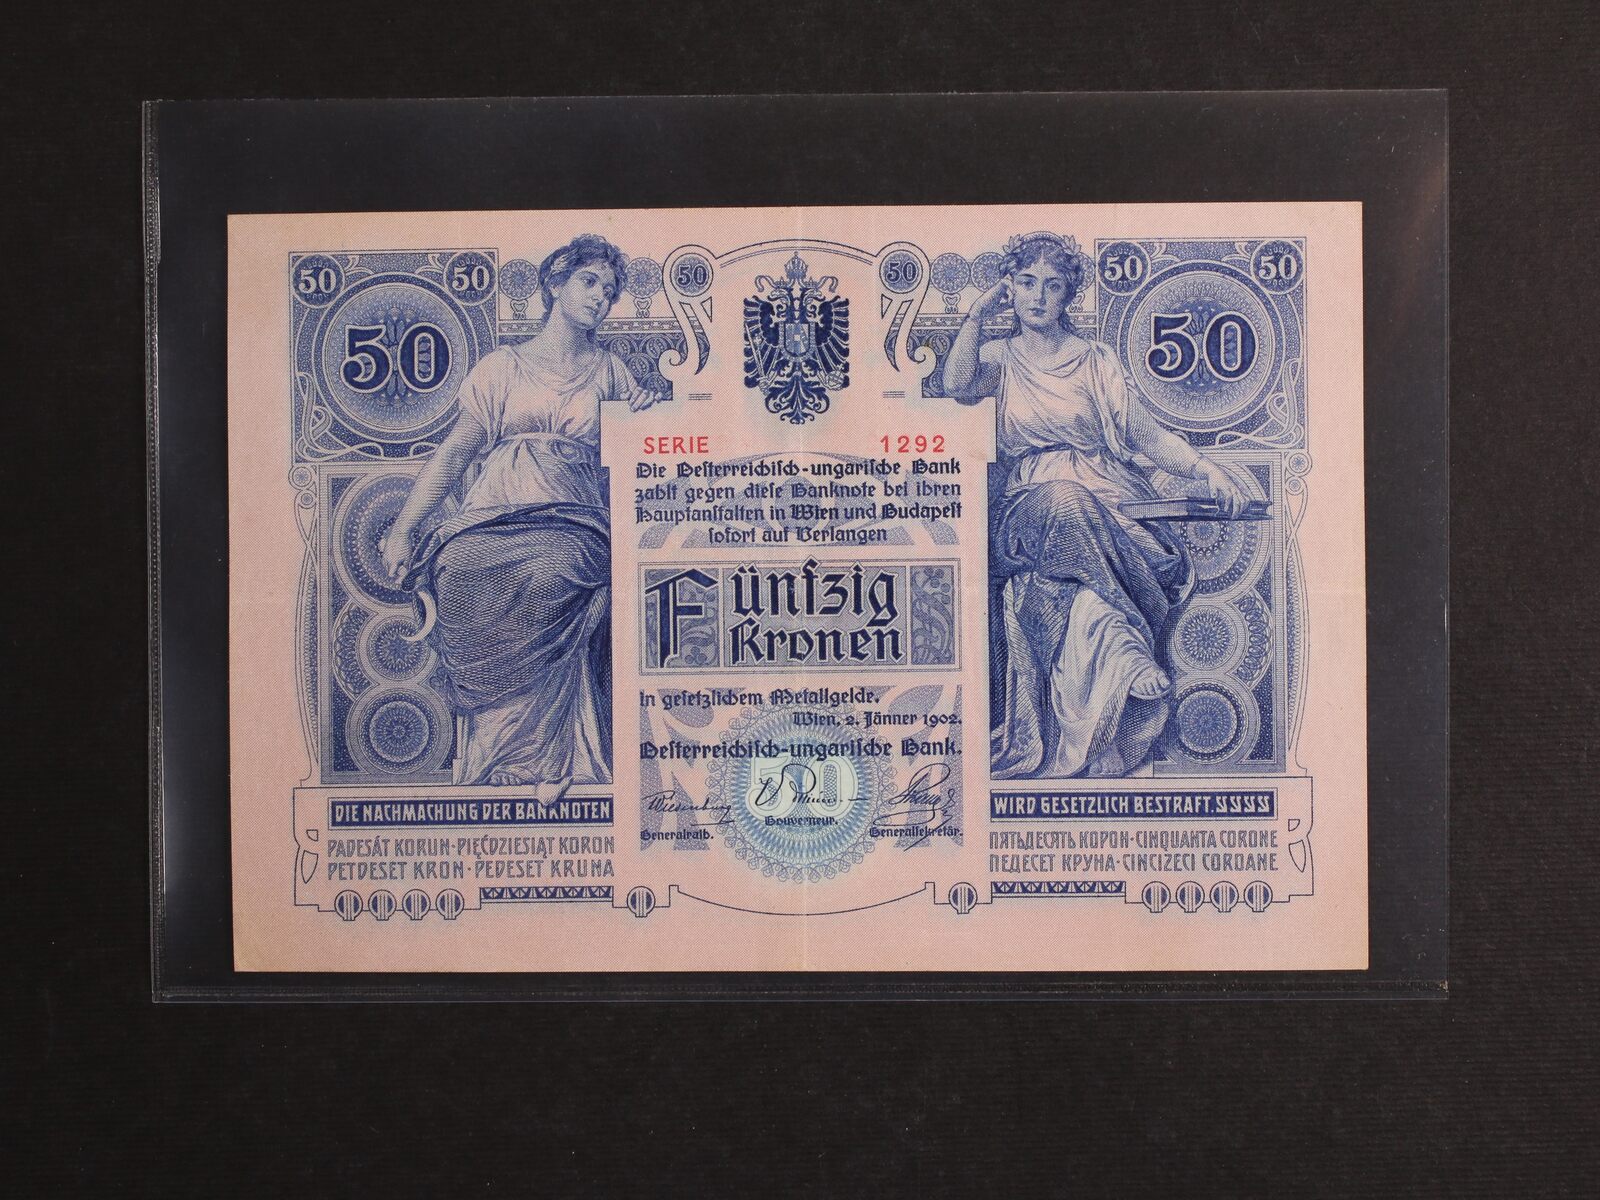 50 50 50 50 50 50
50 50
SERIE 1292
Die Oesterreichisch-ungarische Bank
zahlt gegen diese Banknote bei ihren
Hauptanstalten in Wien und Budapest
sofort auf Verlangen
Fünfzig
Kronen
in gesetzlichem Metallgelde.
Wien, 2. Jänner 1902.
Oesterreichisch-ungarische Bank.
50
Generalrath. Gouverneur. Generalsekretär.
DIE NACHMACHUNG DER BANKNOTEN WIRD GESETZLICH BESTRAFT.
PADESÁT KORUN·PIĘĆDZIESIĄT KORON
PETDESET KRON·PEDESET KRUNA
ПЯТЬДЕСЯТЬ КОРОН·CINQUANTA CORONE
ПЕДЕСЕТ КРУНА·CINCIZECI COROANE